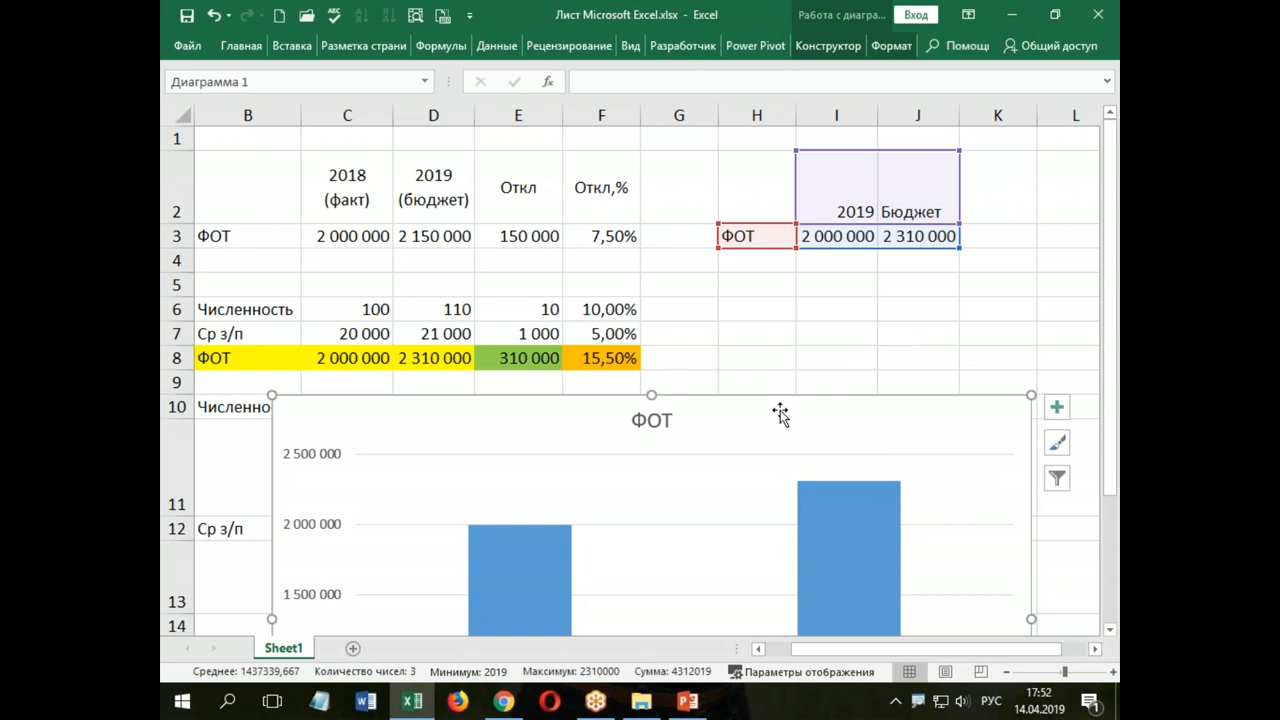 Лист Microsoft Excel.xlsx - Excel
Работа с диагра...
Вход
Файл Главная Вставка Разметка страни Формулы Данные Рецензирование Вид Разработчик Power Pivot Конструктор Формат Помощь Общий доступ
Диаграмма 1
fx
B C D E F G H I J K L
1
2018 (факт) 2019 (бюджет) Откл Откл,%
2 2019 Бюджет
3 ФОТ 2 000 000 2 150 000 150 000 7,50% ФОТ 2 000 000 2 310 000
4
5
6 Численность 100 110 10 10,00%
7 Ср з/п 20 000 21 000 1 000 5,00%
8 ФОТ 2 000 000 2 310 000 310 000 15,50%
9
10 Численно
ФОТ
2 500 000
11
12 Ср з/п 2 000 000
1 500 000
13
14
Sheet1
Среднее: 1437339,667 Количество чисел: 3 Минимум: 2019 Максимум: 2310000 Сумма: 4312019 Параметры отображения
РУС
17:52
14.04.2019
1